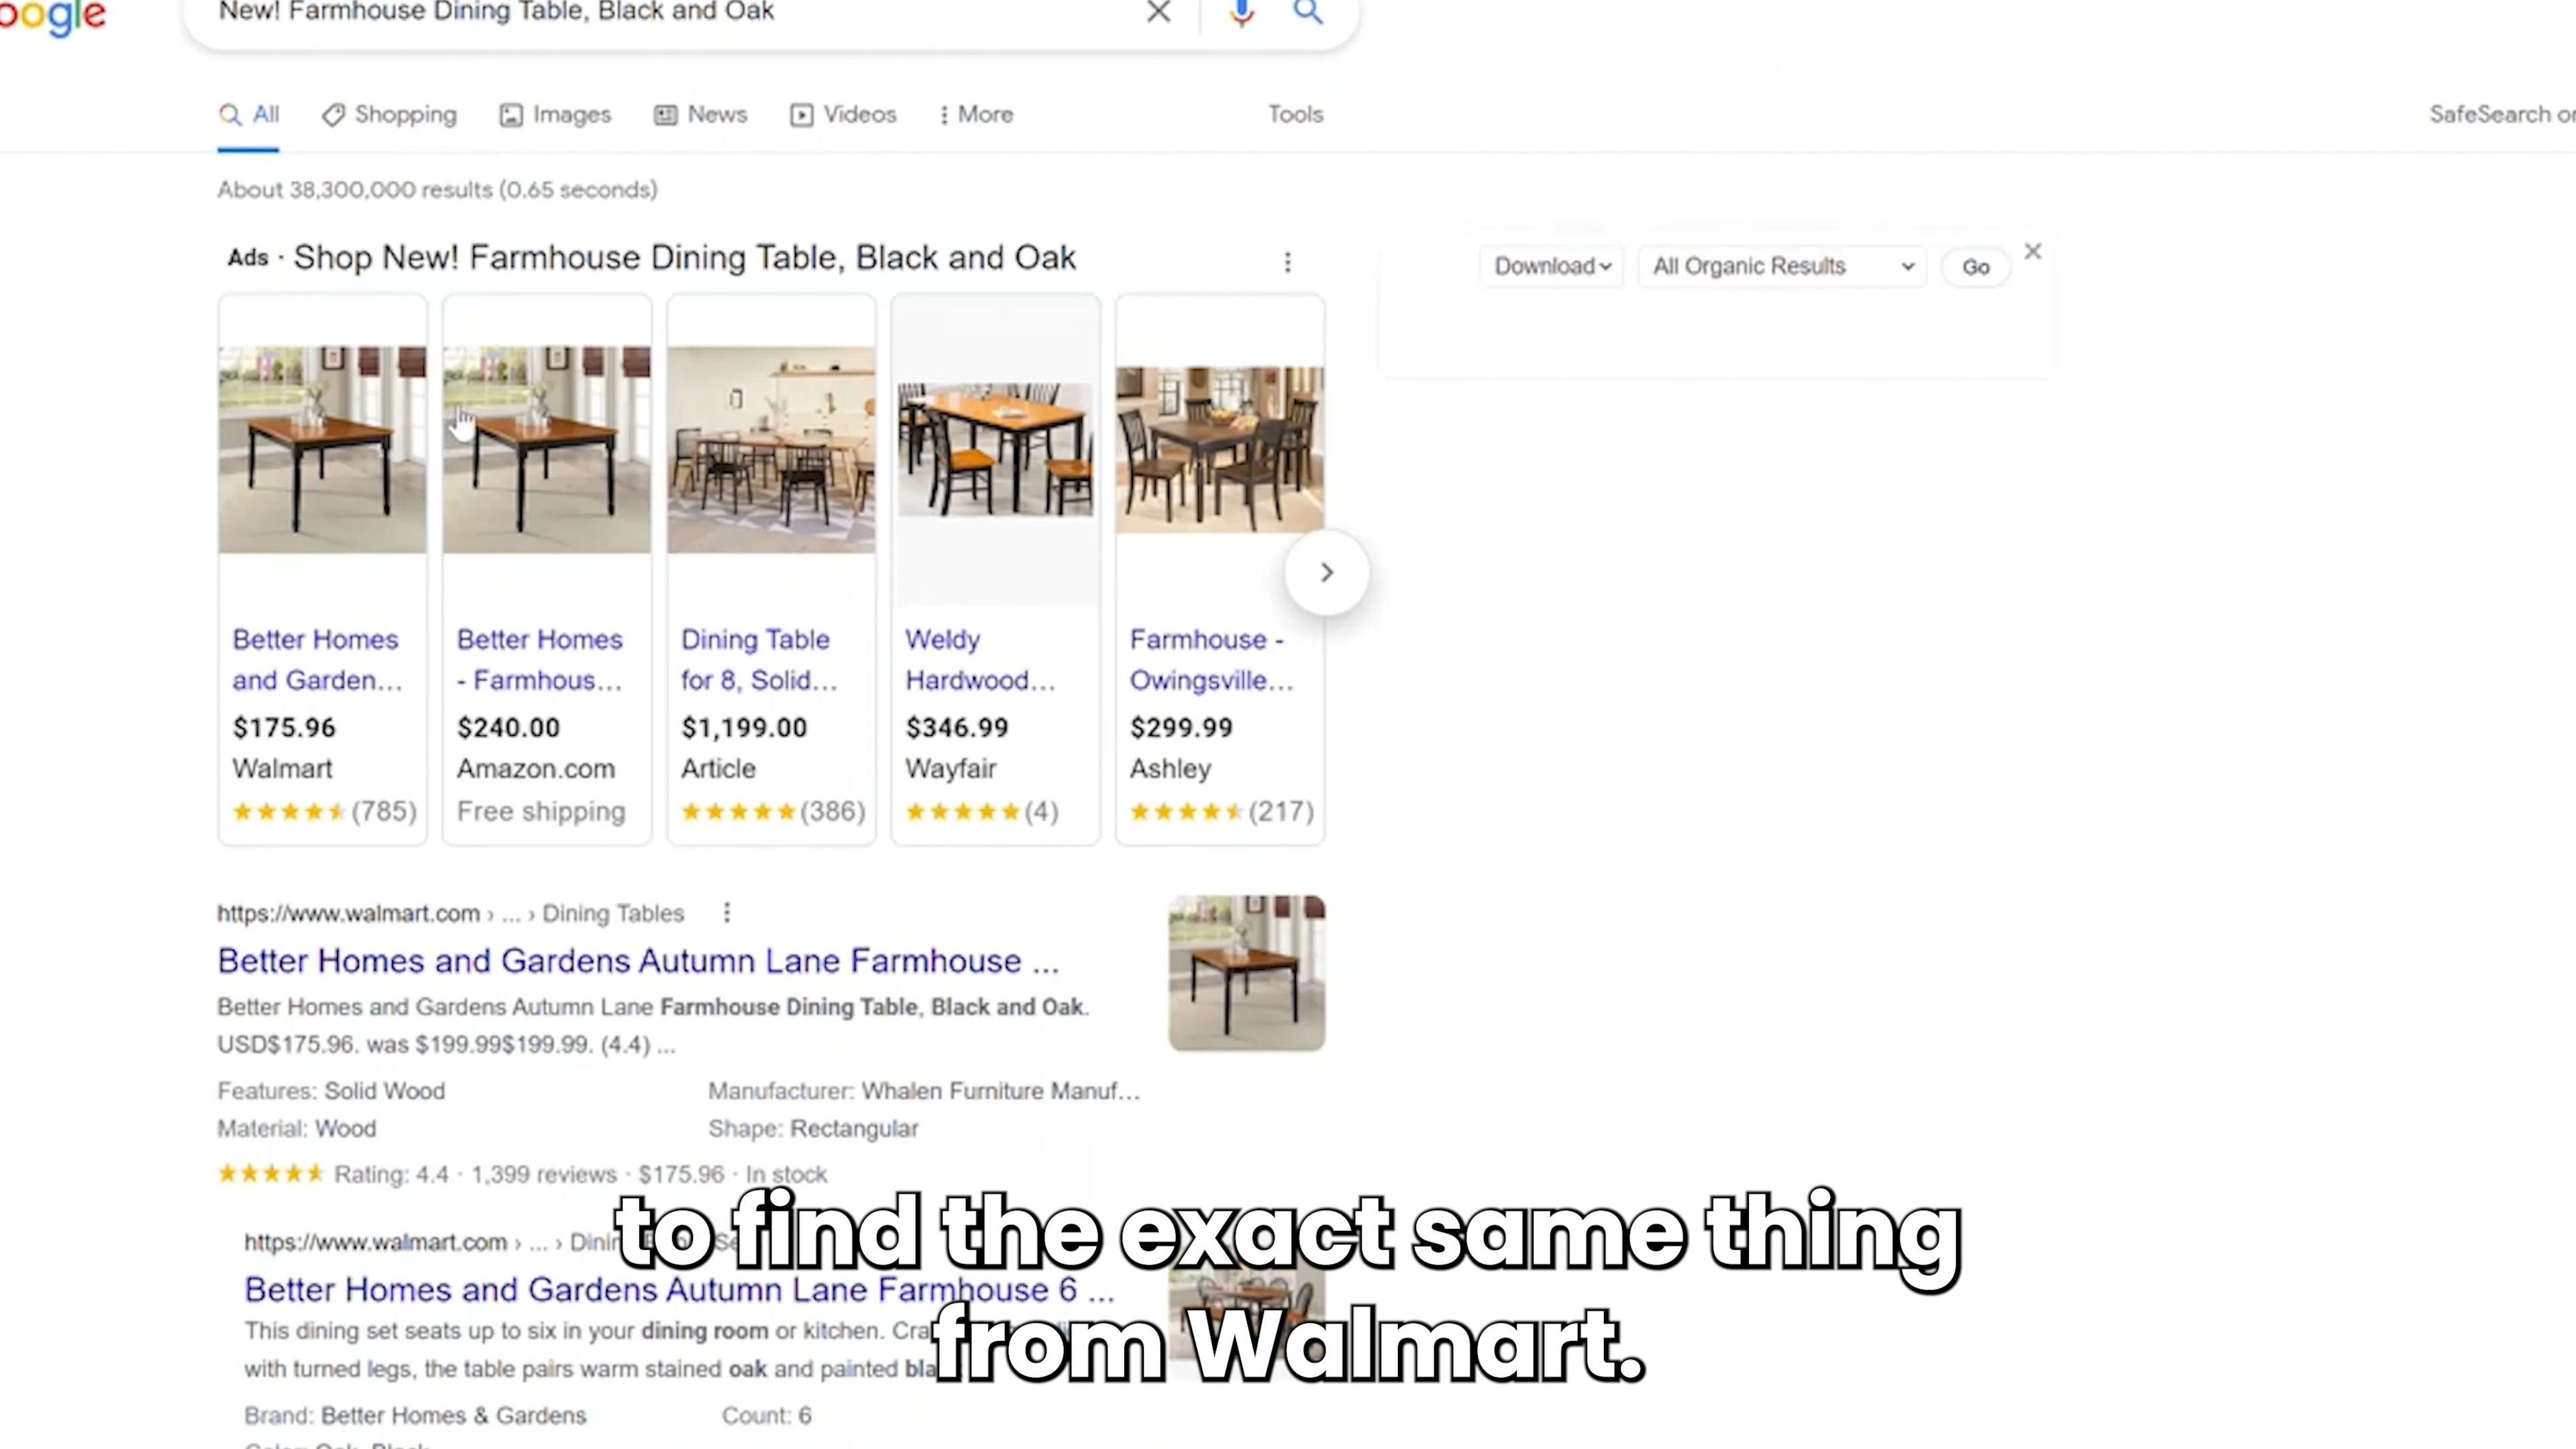 oogle
New! Farmhouse Dining Table, Black and Oak
All Shopping Images News Videos More Tools SafeSearch on
About 38,300,000 results (0.65 seconds)
Ads · Shop New! Farmhouse Dining Table, Black and Oak
Download All Organic Results Go
Better Homes
and Garden...
$175.96
Walmart
(785)
Better Homes
- Farmhous...
$240.00
Amazon.com
Free shipping
Dining Table
for 8, Solid...
$1,199.00
Article
(386)
Weldy
Hardwood...
$346.99
Wayfair
(4)
Farmhouse -
Owingsville...
$299.99
Ashley
(217)
https://www.walmart.com › ... › Dining Tables
Better Homes and Gardens Autumn Lane Farmhouse ...
Better Homes and Gardens Autumn Lane Farmhouse Dining Table, Black and Oak.
USD$175.96. was $199.99$199.99. (4.4) ...
Features: Solid Wood
Manufacturer: Whalen Furniture Manuf...
Material: Wood
Shape: Rectangular
Rating: 4.4 · 1,399 reviews · $175.96 · In stock
https://www.walmart.com › ... ›
Better Homes and Gardens Autumn Lane Farmhouse 6 ...
This dining set seats up to six in your dining room or kitchen.
with turned legs, the table pairs warm stained oak and painted
Brand: Better Homes & Gardens
Count: 6
to find the exact same thing
from Walmart.